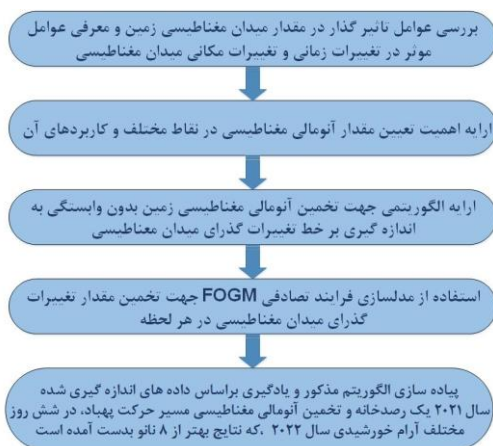 بررسی عوامل تاثیر گذار در مقدار میدان مغناطیسی زمین و معرفی عوامل
موثر در تغییرات زمانی و تغییرات مکانی میدان مغناطیسی
ارایه اهمیت تعیین مقدار آنومالی مغناطیسی در نقاط مختلف و کاربردهای آن
ارایه الگوریتمی جهت تخمین آنومالی مغناطیسی زمین بدون وابستگی به
اندازه گیری بر خط تغییرات گذرای میدان مغناطیسی
استفاده از مدلسازی فرایند تصادفی FOGM جهت تخمین مقدار تغییرات
گذرای میدان مغناطیسی در هر لحظه
پیاده سازی الگوریتم مذکور و یادگیری براساس داده های اندازه گیری شده
سال ۲۰۲۱ یک رصدخانه و تخمین آنومالی مغناطیسی مسیر حرکت پهپاد، در شش روز
مختلف آرام خورشیدی سال ۲۰۲۲ ،که نتایج بهتر از ۸ نانو بدست آمده است